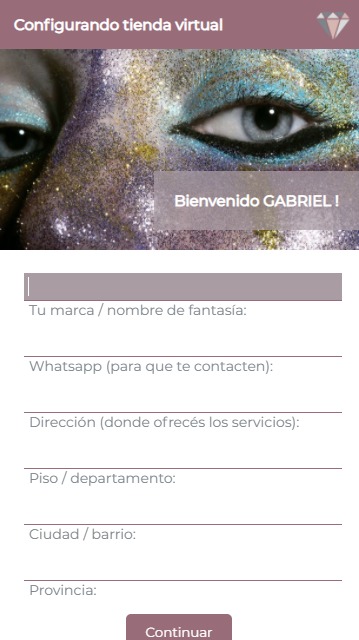 Configurando tienda virtual
Bienvenido GABRIEL !
Tu marca / nombre de fantasía:
Whatsapp (para que te contacten):
Dirección (donde ofrecés los servicios):
Piso / departamento:
Ciudad / barrio:
Provincia:
Continuar